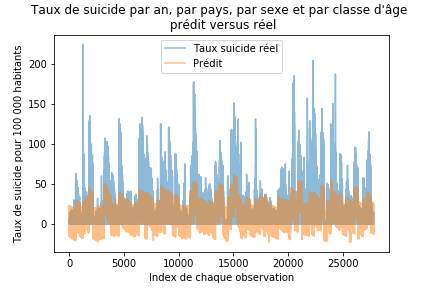 Taux de suicide par an, par pays, par sexe et par classe d'âge
prédit versus réel
Taux suicide réel
Prédit
Taux de suicide pour 100 000 habitants
200
150
100
50
0
0
5000
10000
15000
20000
25000
Index de chaque observation